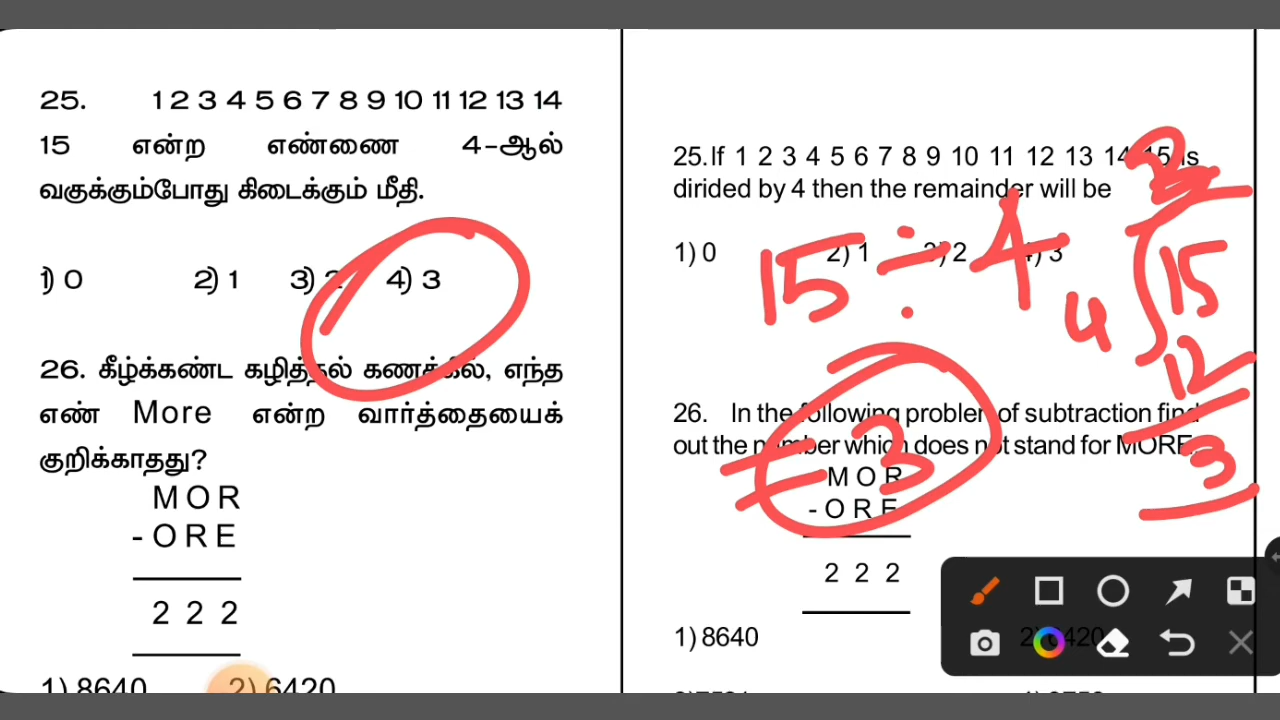 25. 1 2 3 4 5 6 7 8 9 10 11 12 13 14
15 என்ற எண்ணை 4-ஆல்
வகுக்கும்போது கிடைக்கும் மீதி.
1) 0 2) 1 3) 2 4) 3
26. கீழ்க்கண்ட கழித்தல் கணக்கில், எந்த
எண் More என்ற வார்த்தையைக்
குறிக்காதது?
M O R
- O R E
2 2 2
1) 8640 2) 6420
25.If 1 2 3 4 5 6 7 8 9 10 11 12 13 14 15 is
dirided by 4 then the remainder will be
1) 0 2) 1 3) 2 4) 3
15 ÷ 4
4 15
12
3
= 3
26. In the following problem of subtraction find
out the number which does not stand for MORE.
M O R
- O R E
2 2 2
1) 8640 2) 6420